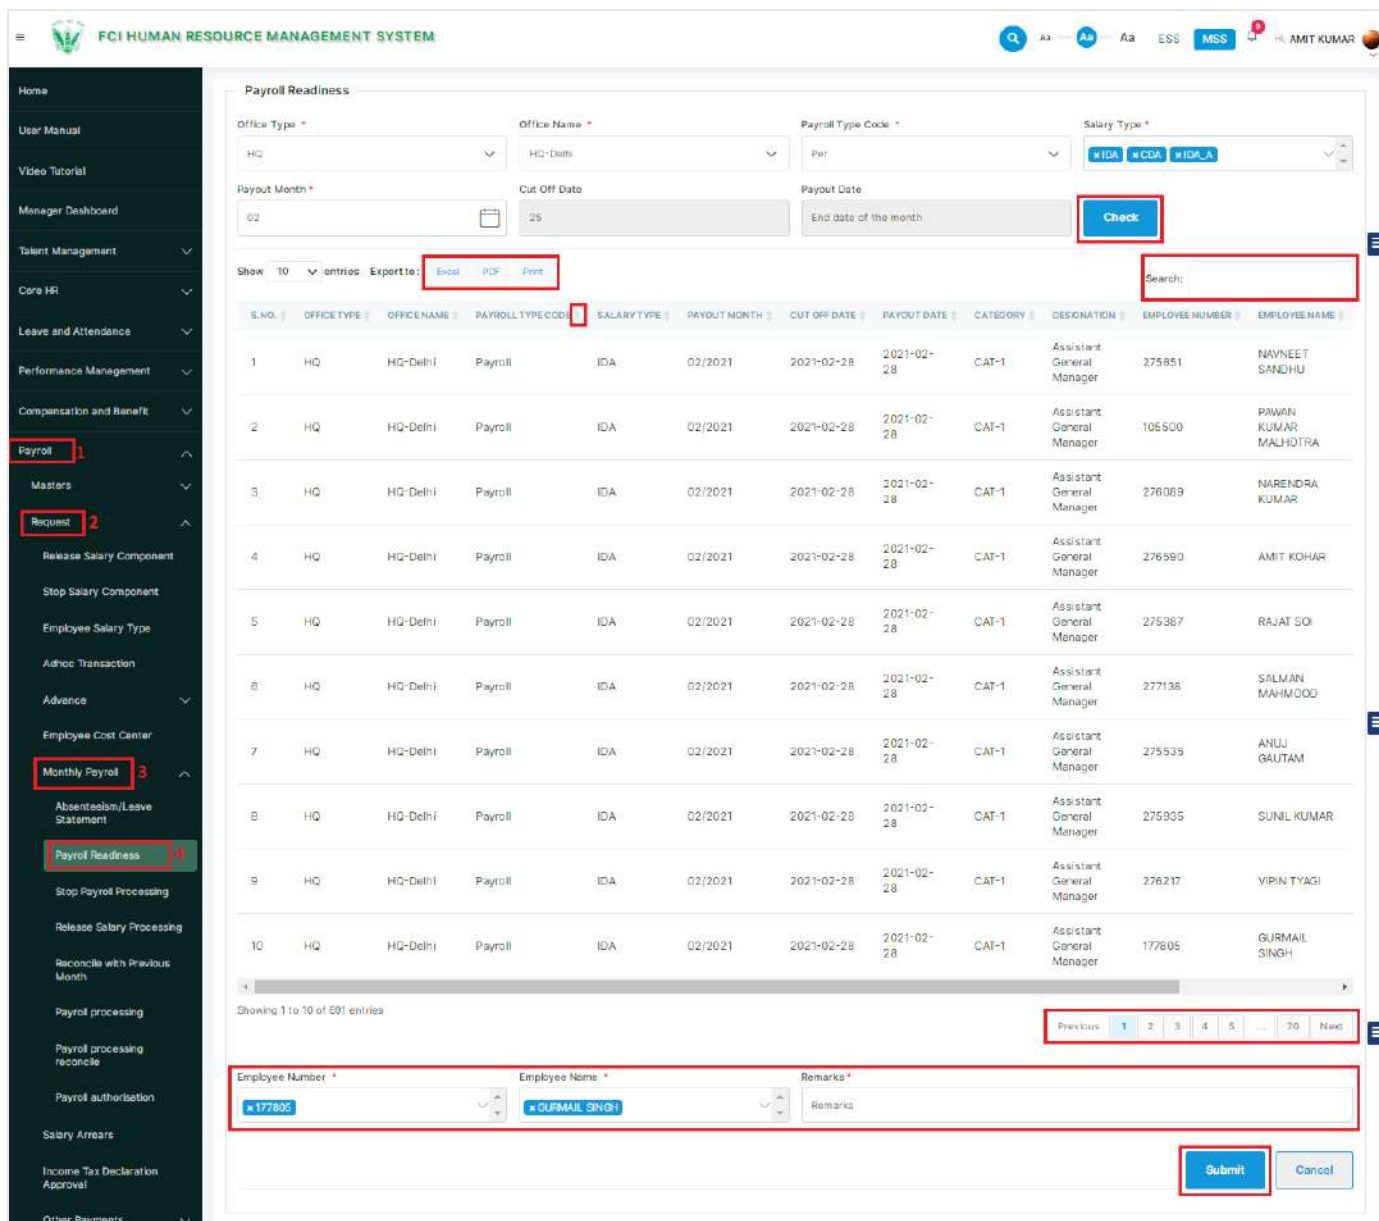 FCI HUMAN RESOURCE MANAGEMENT SYSTEM
Aa Aa Aa ESS MSS 0 Hi, AMIT KUMAR
Home
User Manual
Video Tutorial
Manager Dashboard
Talent Management
Core HR
Leave and Attendance
Performance Management
Compensation and Benefit
Payroll 1
Masters
Request 2
Release Salary Component
Stop Salary Component
Employee Salary Type
Adhoc Transaction
Advance
Employee Cost Center
Monthly Payroll 3
Absenteeism/Leave
Statement
Payroll Readiness 4
Stop Payroll Processing
Release Salary Processing
Reconcile with Previous
Month
Payroll processing
Payroll processing
reconcile
Payroll authorisation
Salary Arrears
Income Tax Declaration
Approval
Other Payments
Payroll Readiness
Office Type * Office Name * Payroll Type Code * Salary Type *
HQ HQ-Delhi Per ×IDA ×CDA ×IDA_A
Payout Month * Cut Off Date Payout Date
02 25 End date of the month Check
Show 10 entries Export to: Excel PDF Print Search:
S.NO. OFFICE TYPE OFFICE NAME PAYROLL TYPE CODE SALARY TYPE PAYOUT MONTH CUT OFF DATE PAYOUT DATE CATEGORY DESIGNATION EMPLOYEE NUMBER EMPLOYEE NAME
1 HQ HQ-Delhi Payroll IDA 02/2021 2021-02-28 2021-02-28 CAT-1 Assistant General Manager 275851 NAVNEET SANDHU
2 HQ HQ-Delhi Payroll IDA 02/2021 2021-02-28 2021-02-28 CAT-1 Assistant General Manager 105500 PAWAN KUMAR MALHOTRA
3 HQ HQ-Delhi Payroll IDA 02/2021 2021-02-28 2021-02-28 CAT-1 Assistant General Manager 276089 NARENDRA KUMAR
4 HQ HQ-Delhi Payroll IDA 02/2021 2021-02-28 2021-02-28 CAT-1 Assistant General Manager 276590 AMIT KOHAR
5 HQ HQ-Delhi Payroll IDA 02/2021 2021-02-28 2021-02-28 CAT-1 Assistant General Manager 275387 RAJAT SOI
6 HQ HQ-Delhi Payroll IDA 02/2021 2021-02-28 2021-02-28 CAT-1 Assistant General Manager 277138 SALMAN MAHMOOD
7 HQ HQ-Delhi Payroll IDA 02/2021 2021-02-28 2021-02-28 CAT-1 Assistant General Manager 275535 ANUJ GAUTAM
8 HQ HQ-Delhi Payroll IDA 02/2021 2021-02-28 2021-02-28 CAT-1 Assistant General Manager 275935 SUNIL KUMAR
9 HQ HQ-Delhi Payroll IDA 02/2021 2021-02-28 2021-02-28 CAT-1 Assistant General Manager 276217 VIPIN TYAGI
10 HQ HQ-Delhi Payroll IDA 02/2021 2021-02-28 2021-02-28 CAT-1 Assistant General Manager 177805 GURMAIL SINGH
Showing 1 to 10 of 691 entries
Previous 1 2 3 4 5 ... 70 Next
Employee Number * Employee Name * Remarks *
×177805 ×GURMAIL SINGH Remarks
Submit Cancel